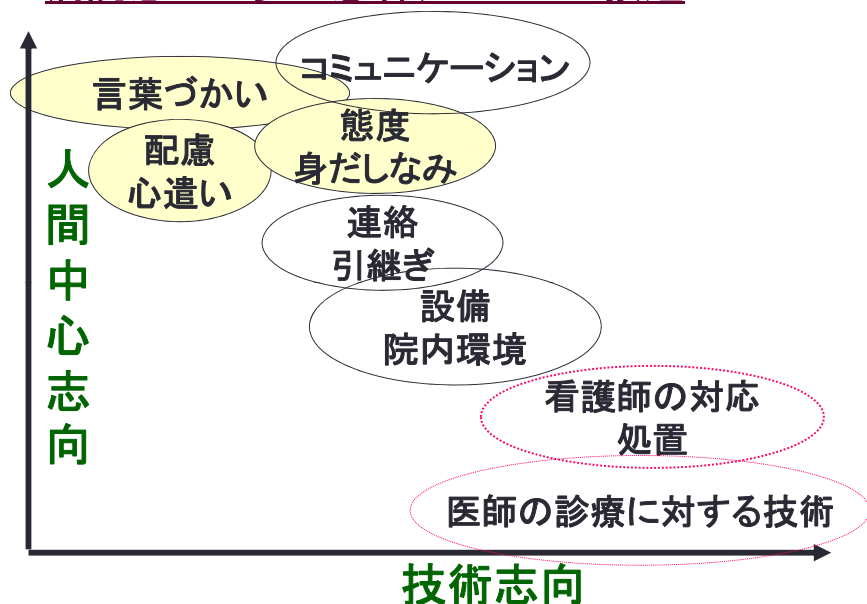 コミュニケーション
言葉づかい
態度
身だしなみ
配慮
心遣い
連絡
引継ぎ
設備
院内環境
看護師の対応
処置
医師の診療に対する技術
人間中心志向
技術志向